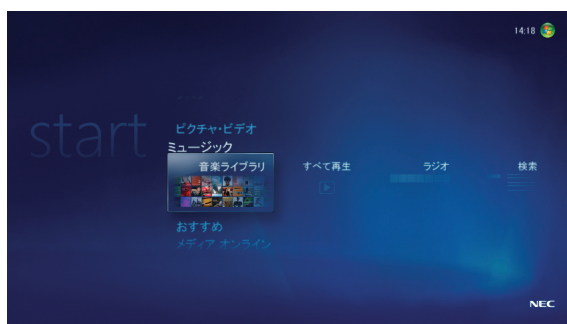 14:18
start
ピクチャ・ビデオ
ミュージック
音楽ライブラリ すべて再生 ラジオ 検索
おすすめ
メディア オンライン
NEC